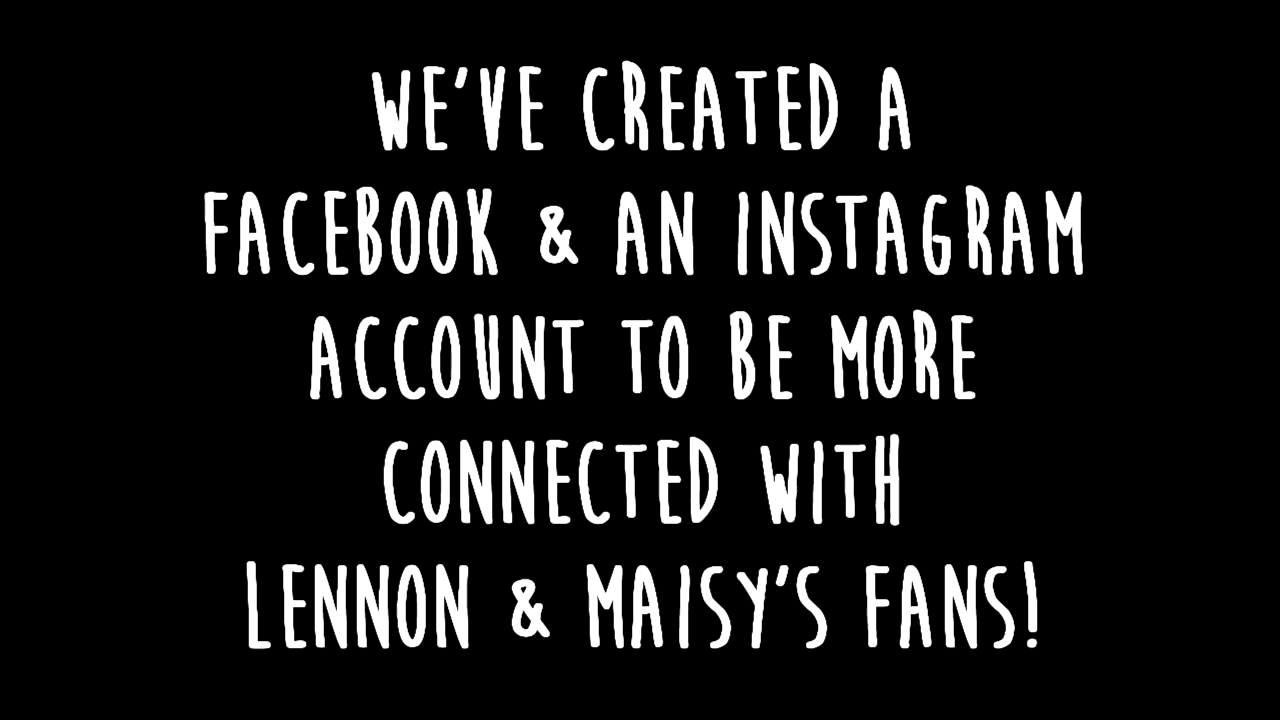 WE'VE CREATED A
FACEBOOK & AN INSTAGRAM
ACCOUNT TO BE MORE
CONNECTED WITH
LENNON & MAISY'S FANS!